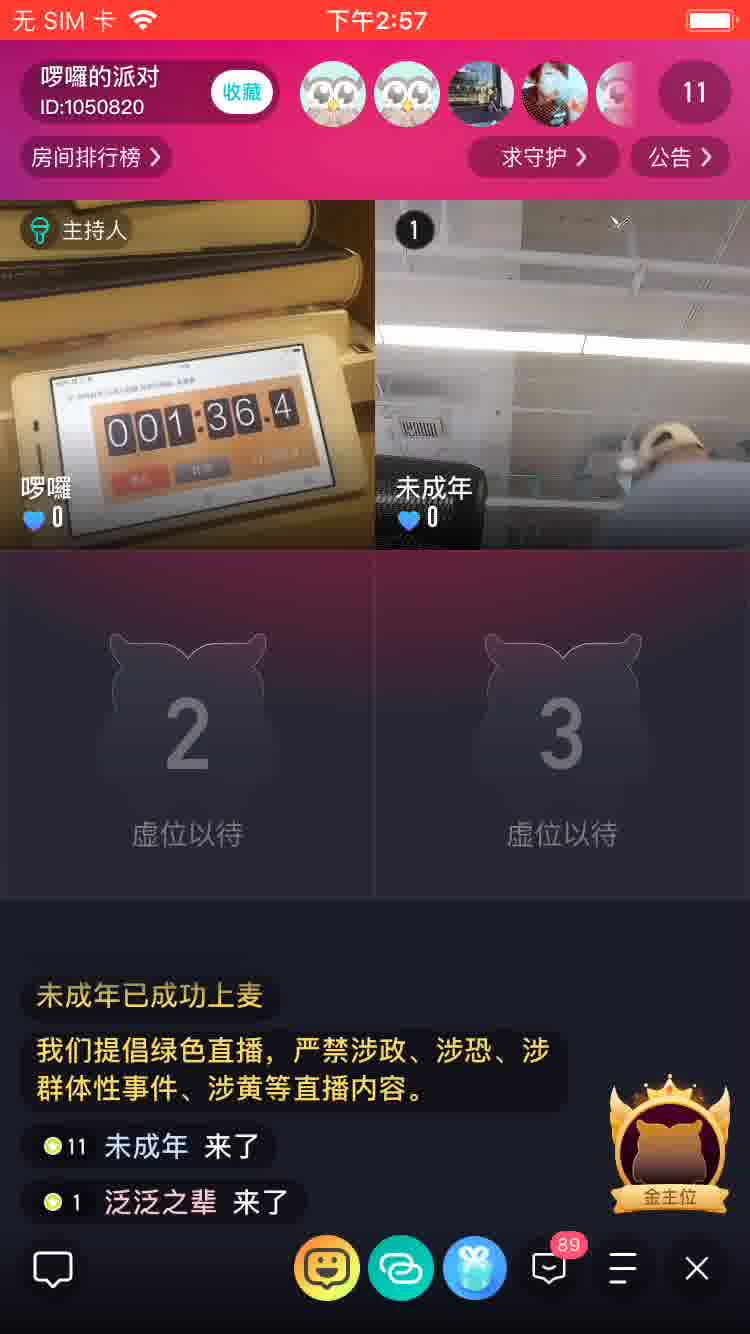 无 SIM 卡
下午2:57
啰囉的派对
ID:1050820
收藏
11
房间排行榜
求守护
公告
主持人
1
001:36.4
啰囉
0
未成年
0
2
3
虚位以待
虚位以待
未成年已成功上麦
我们提倡绿色直播，严禁涉政、涉恐、涉
群体性事件、涉黄等直播内容。
11 未成年 来了
1 泛泛之辈 来了
金主位
89